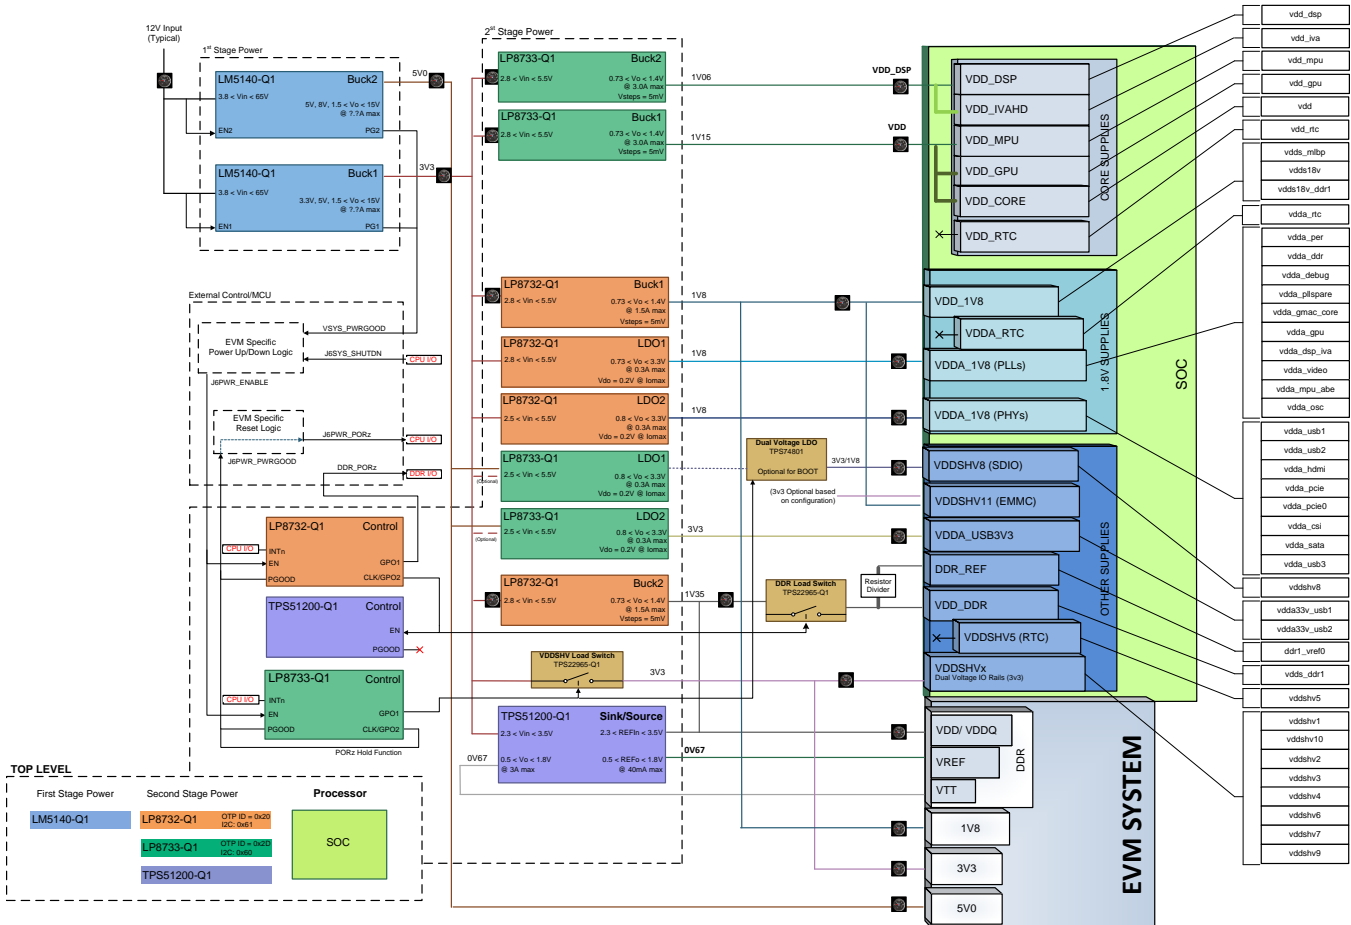 12V Input
(Typical)
1st Stage Power
LM5140-Q1 Buck2
3.8 < Vin < 65V
5V, 8V, 1.5 < Vo < 15V
@ ?.?A max
EN2 PG2
5V0
LM5140-Q1 Buck1
3.8 < Vin < 65V
3.3V, 5V, 1.5 < Vo < 15V
@ ?.?A max
EN1 PG1
3V3
External Control/MCU
EVM Specific
Power Up/Down Logic
VSYS_PWRGOOD
J6SYS_SHUTDN
CPU I/O
J6PWR_ENABLE
EVM Specific
Reset Logic
J6PWR_PORz
CPU I/O
J6PWR_PWRGOOD
DDR_PORz
DDR I/O
LP8732-Q1 Control
CPU I/O
INTn
EN
PGOOD
GPO1
CLK/GPO2
TPS51200-Q1 Control
EN
PGOOD
LP8733-Q1 Control
CPU I/O
INTn
EN
PGOOD
GPO1
CLK/GPO2
PORz Hold Function
2nd Stage Power
LP8733-Q1 Buck2
2.8 < Vin < 5.5V
0.73 < Vo < 1.4V
@ 3.0A max
Vsteps = 5mV
1V06
VDD_DSP
LP8733-Q1 Buck1
2.8 < Vin < 5.5V
0.73 < Vo < 1.4V
@ 3.0A max
Vsteps = 5mV
1V15
VDD
LP8732-Q1 Buck1
2.8 < Vin < 5.5V
0.73 < Vo < 1.4V
@ 1.5A max
Vsteps = 5mV
1V8
LP8732-Q1 LDO1
2.8 < Vin < 5.5V
0.73 < Vo < 3.3V
@ 0.3A max
Vdo = 0.2V @ Iomax
1V8
LP8732-Q1 LDO2
2.5 < Vin < 5.5V
0.8 < Vo < 3.3V
@ 0.3A max
Vdo = 0.2V @ Iomax
1V8
LP8733-Q1 LDO1
2.5 < Vin < 5.5V
0.8 < Vo < 3.3V
@ 0.3A max
Vdo = 0.2V @ Iomax
(Optional)
Dual Voltage LDO
TPS74801
Optional for BOOT
3V3/1V8
(3v3 Optional based
on configuration)
LP8733-Q1 LDO2
2.5 < Vin < 5.5V
0.8 < Vo < 3.3V
@ 0.3A max
Vdo = 0.2V @ Iomax
(Optional)
3V3
LP8732-Q1 Buck2
2.8 < Vin < 5.5V
0.73 < Vo < 1.4V
@ 1.5A max
Vsteps = 5mV
1V35
DDR Load Switch
TPS22965-Q1
Resistor
Divider
VDDSHV Load Switch
TPS22965-Q1
3V3
TPS51200-Q1 Sink/Source
2.3 < Vin < 3.5V
2.3 < REFIn < 3.5V
0.5 < Vo < 1.8V
@ 3A max
0.5 < REFo < 1.8V
@ 40mA max
0V67
0V67
VDD_DSP
VDD_IVAHD
VDD_MPU
VDD_GPU
VDD_CORE
VDD_RTC
CORE SUPPLIES
VDD_1V8
VDDA_RTC
VDDA_1V8 (PLLs)
VDDA_1V8 (PHYs)
1.8V SUPPLIES
VDDSHV8 (SDIO)
VDDSHV11 (EMMC)
VDDA_USB3V3
DDR_REF
VDD_DDR
VDDSHV5 (RTC)
VDDSHVx
Dual Voltage IO Rails (3v3)
OTHER SUPPLIES
SOC
VDD/ VDDQ
VREF
VTT
DDR
1V8
3V3
5V0
EVM SYSTEM
vdd_dsp
vdd_iva
vdd_mpu
vdd_gpu
vdd
vdd_rtc
vdds_mlbp
vdds18v
vdds18v_ddr1
vdda_rtc
vdda_per
vdda_ddr
vdda_debug
vdda_pllspare
vdda_gmac_core
vdda_gpu
vdda_dsp_iva
vdda_video
vdda_mpu_abe
vdda_osc
vdda_usb1
vdda_usb2
vdda_hdmi
vdda_pcie
vdda_pcie0
vdda_csi
vdda_sata
vdda_usb3
vddshv8
vdda33v_usb1
vdda33v_usb2
ddr1_vref0
vdds_ddr1
vddshv5
vddshv1
vddshv10
vddshv2
vddshv3
vddshv4
vddshv6
vddshv7
vddshv9
TOP LEVEL
First Stage Power Second Stage Power Processor
LM5140-Q1
LP8732-Q1 OTP ID = 0x20
I2C: 0x61
LP8733-Q1 OTP ID = 0x2D
I2C: 0x60
TPS51200-Q1
SOC